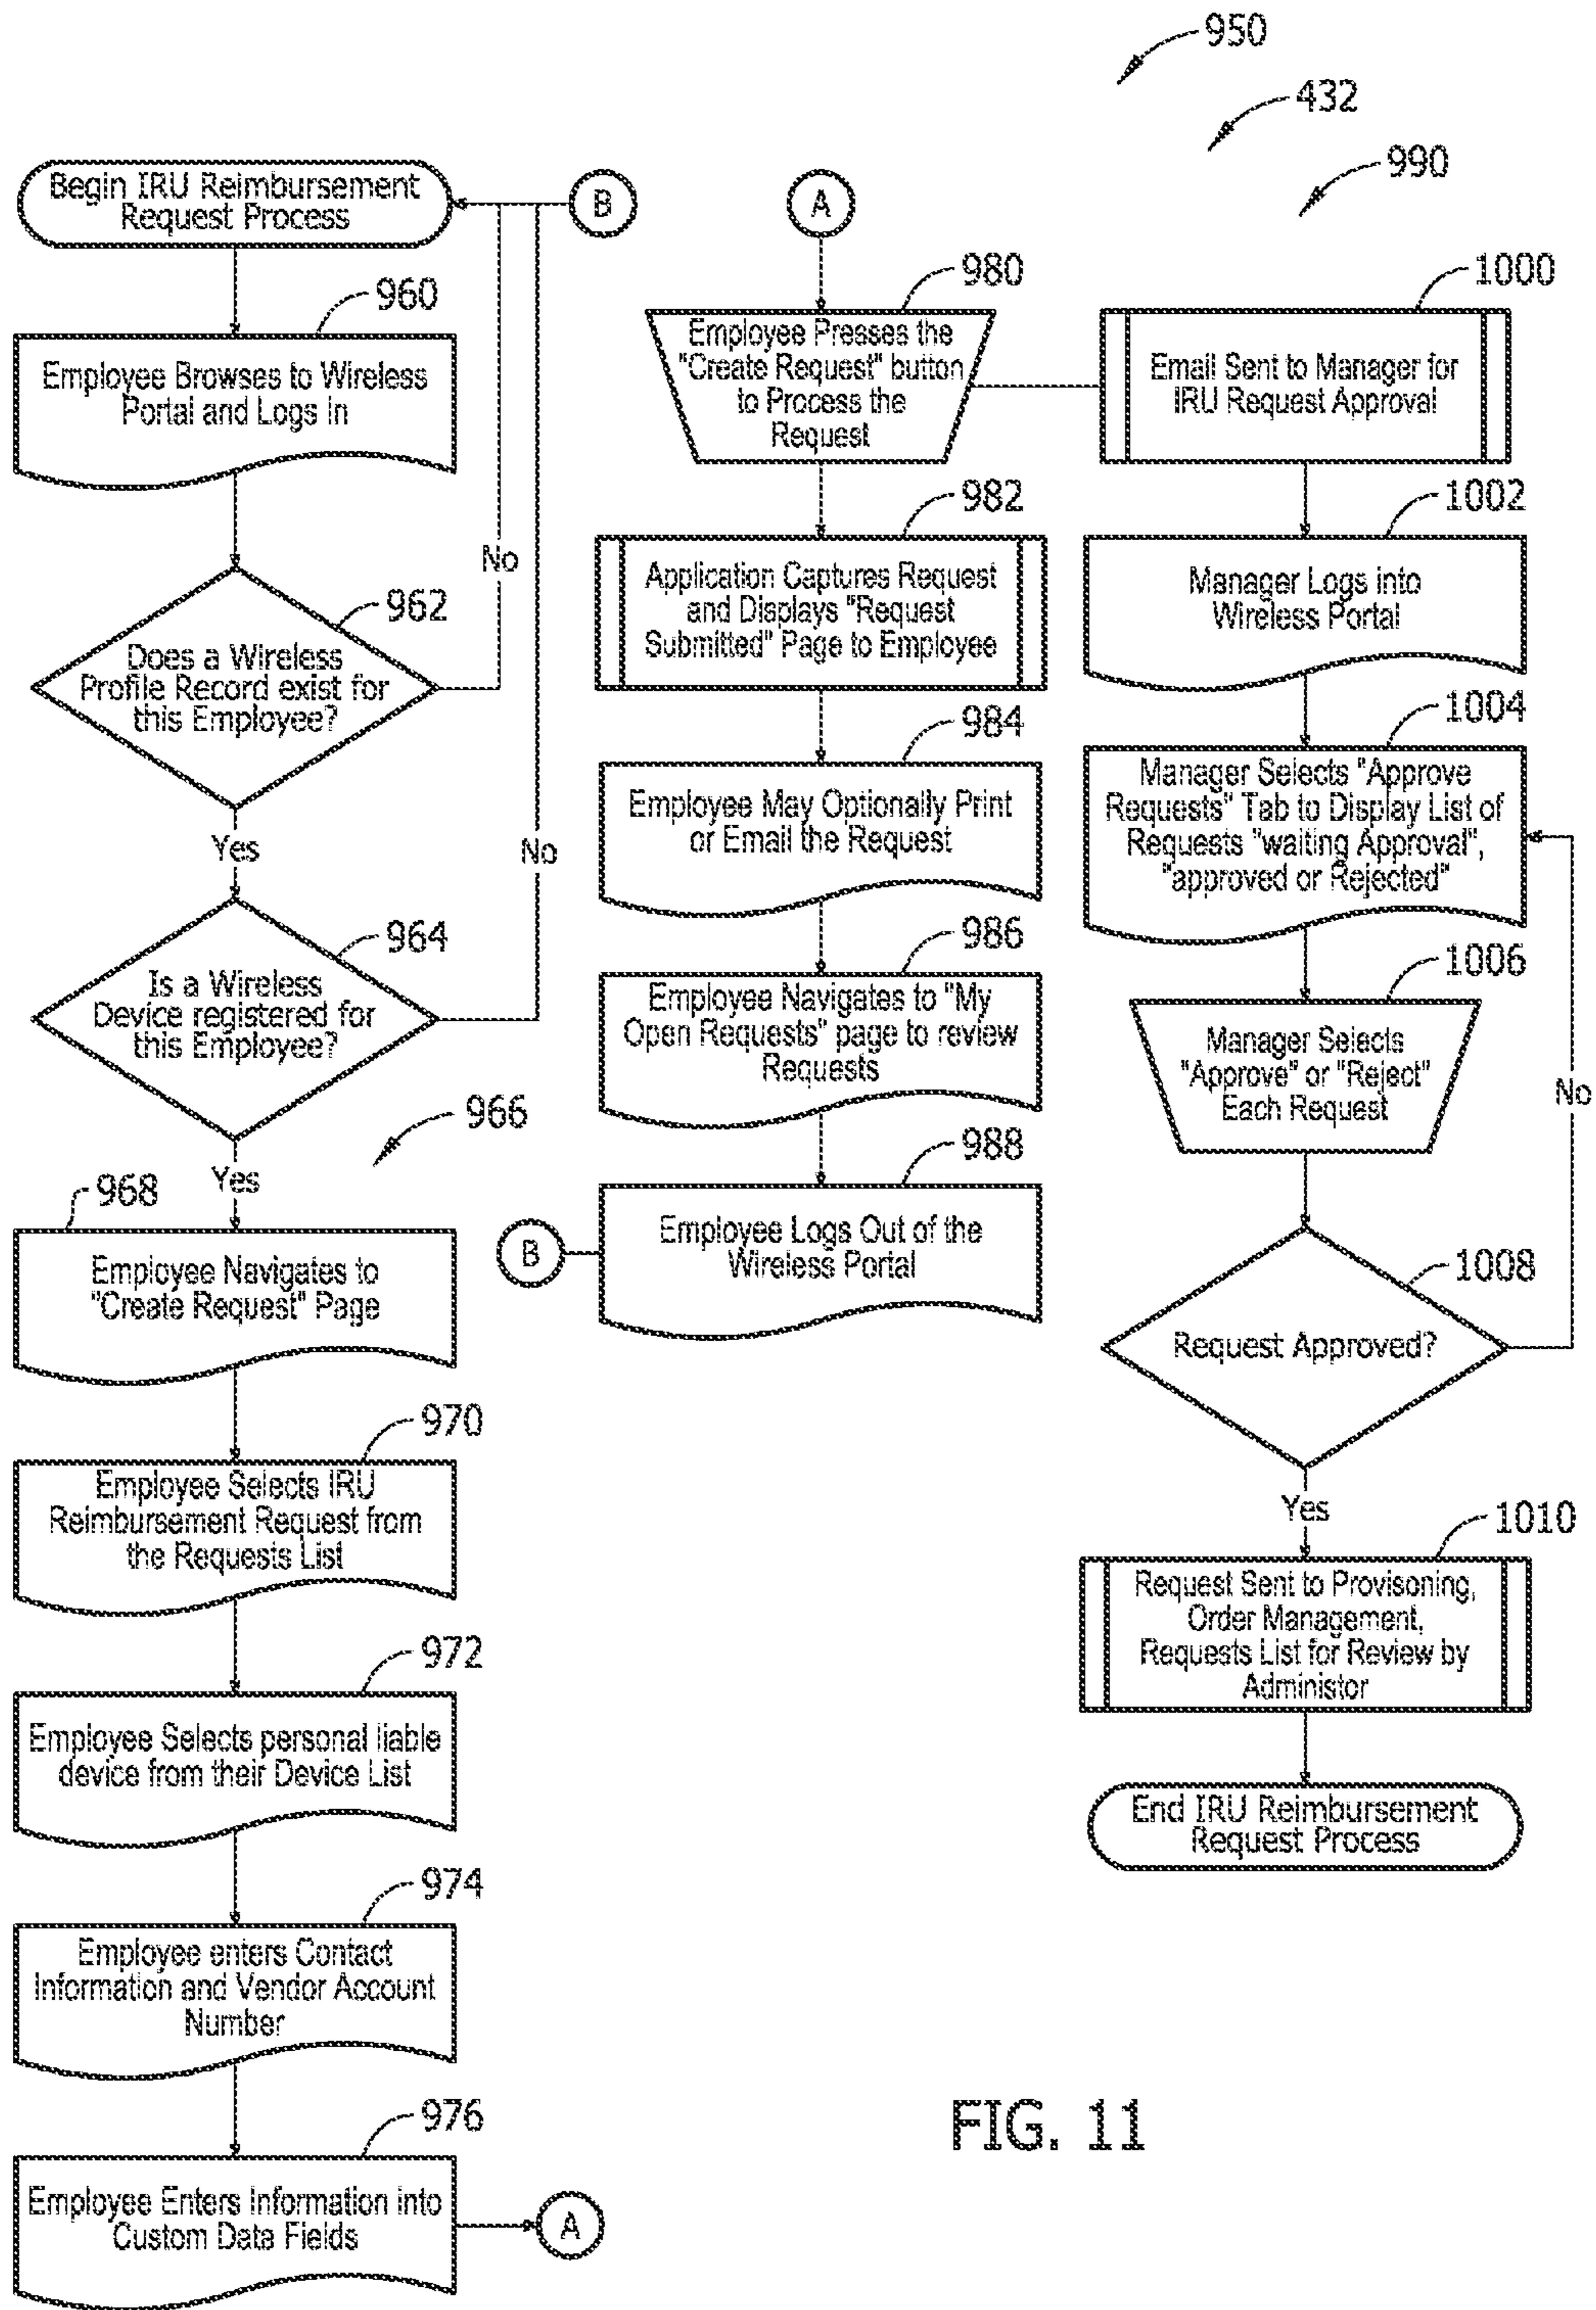 950
432
990
Begin IRU Reimbursement
Request Process
B
A
960
Employee Browses to Wireless
Portal and Logs in
No
962
Does a Wireless
Profile Record exist for
this Employee?
Yes
No
964
Is a Wireless
Device registered for
this Employee?
966
Yes
968
Employee Navigates to
"Create Request" Page
970
Employee Selects IRU
Reimbursement Request from
the Requests List
972
Employee Selects personal liable
device from their Device List
974
Employee enters Contact
Information and Vendor Account
Number
976
Employee Enters Information into
Custom Data Fields
A
980
Employee Presses the
"Create Request" button
to Process the
Request
982
Application Captures Request
and Displays "Request
Submitted" Page to Employee
984
Employee May Optionally Print
or Email the Request
986
Employee Navigates to "My
Open Requests" page to review
Requests
988
Employee Logs Out of the
Wireless Portal
B
1000
Email Sent to Manager for
IRU Request Approval
1002
Manager Logs into
Wireless Portal
1004
Manager Selects "Approve
Requests" Tab to Display List of
Requests "waiting Approval",
"approved or Rejected"
1006
Manager Selects
"Approve" or "Reject"
Each Request
No
1008
Request Approved?
Yes
1010
Request Sent to Provisoning,
Order Management,
Requests List for Review by
Administor
End IRU Reimbursement
Request Process
FIG. 11